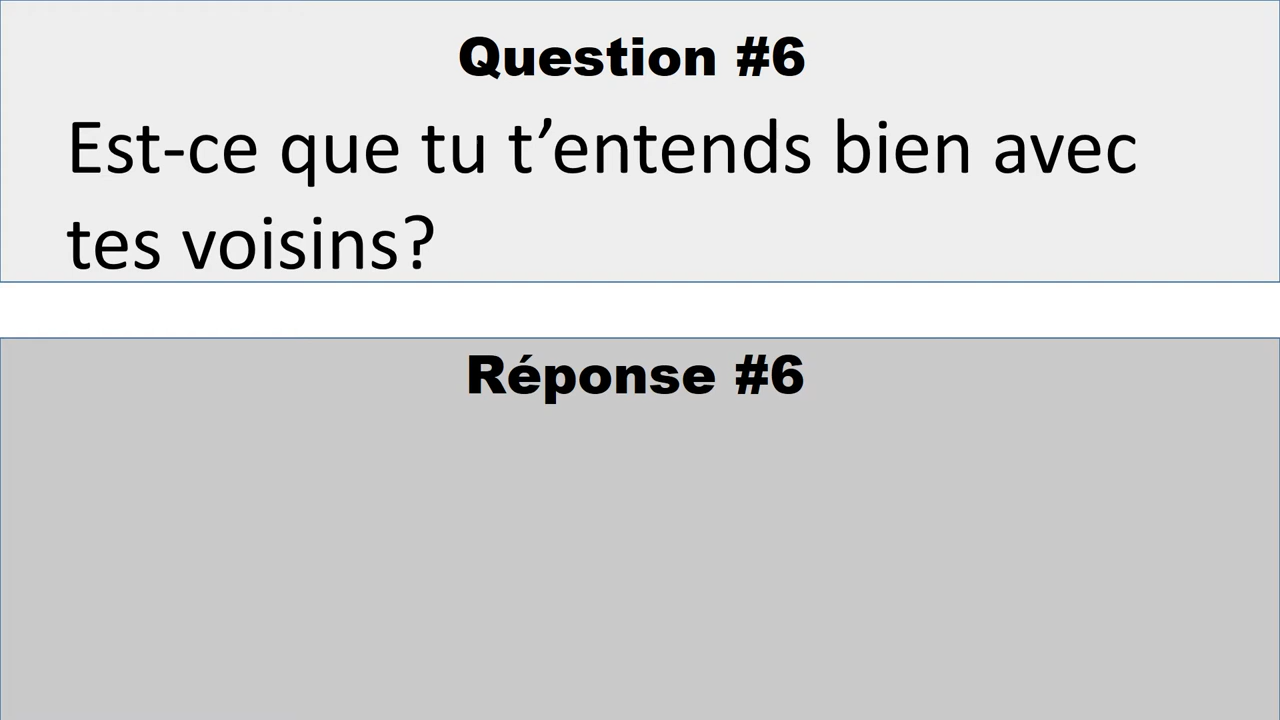 Question #6
Est-ce que tu t’entends bien avec
tes voisins?
Réponse #6